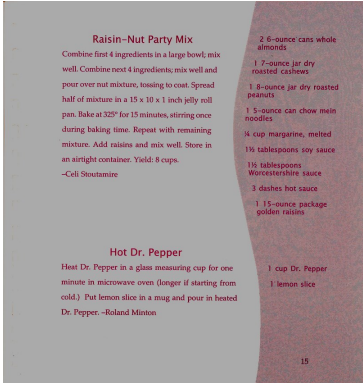 Raisin-Nut Party Mix
Combine first 4 ingredients in a large bowl; mix
well. Combine next 4 ingredients; mix well and
pour over nut mixture, tossing to coat. Spread
half of mixture in a 15 x 10 x 1 inch jelly roll
pan. Bake at 325° for 15 minutes, stirring once
during baking time. Repeat with remaining
mixture. Add raisins and mix well. Store in
an airtight container. Yield: 8 cups.
–Celi Stoutamire
2 6-ounce cans whole
almonds
1 7-ounce jar dry
roasted cashews
1 8-ounce jar dry roasted
peanuts
1 5-ounce can chow mein
noodles
¼ cup margarine, melted
1½ tablespoons soy sauce
1½ tablespoons
Worcestershire sauce
3 dashes hot sauce
1 15-ounce package
golden raisins
Hot Dr. Pepper
Heat Dr. Pepper in a glass measuring cup for one
minute in microwave oven (longer if starting from
cold.) Put lemon slice in a mug and pour in heated
Dr. Pepper. –Roland Minton
1 cup Dr. Pepper
1 lemon slice
15